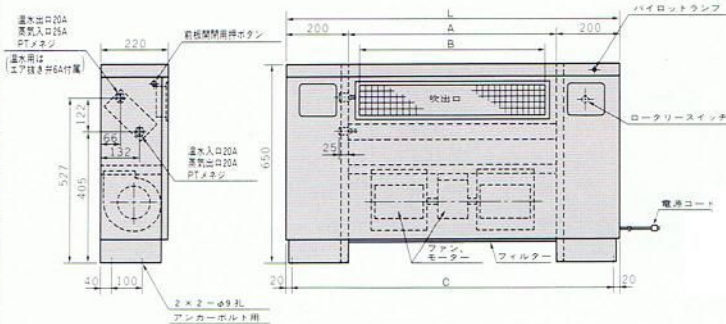 温水出口20A
蒸気入口25A
PTメネジ
(温水用は
エア抜き弁6A付属)
220
前板開閉用押ボタン
L
200
A
200
B
パイロットランプ
吹出口
ロータリースイッチ
122
66
132
527
405
温水入口20A
蒸気出口20A
PTメネジ
650
25
電源コード
ファン、
モーター
フィルター
40
100
20
C
20
2×2-φ9孔
アンカーボルト用